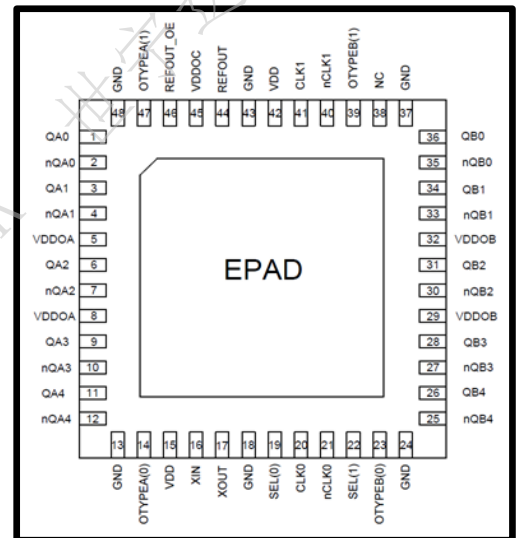 GND
OTYPEA(1)
REFOUT_OE
VDDOC
REFOUT
GND
VDD
CLK1
nCLK1
OTYPEB(1)
NC
GND
48
47
46
45
44
43
42
41
40
39
38
37
QA0 1
36 QB0
nQA0 2
35 nQB0
QA1 3
34 QB1
nQA1 4
33 nQB1
VDDOA 5
32 VDDOB
QA2 6
31 QB2
EPAD
nQA2 7
30 nQB2
VDDOA 8
29 VDDOB
QA3 9
28 QB3
nQA3 10
27 nQB3
QA4 11
26 QB4
nQA4 12
25 nQB4
13
14
15
16
17
18
19
20
21
22
23
24
GND
OTYPEA(0)
VDD
XIN
XOUT
GND
SEL(0)
CLK0
nCLK0
SEL(1)
OTYPEB(0)
GND